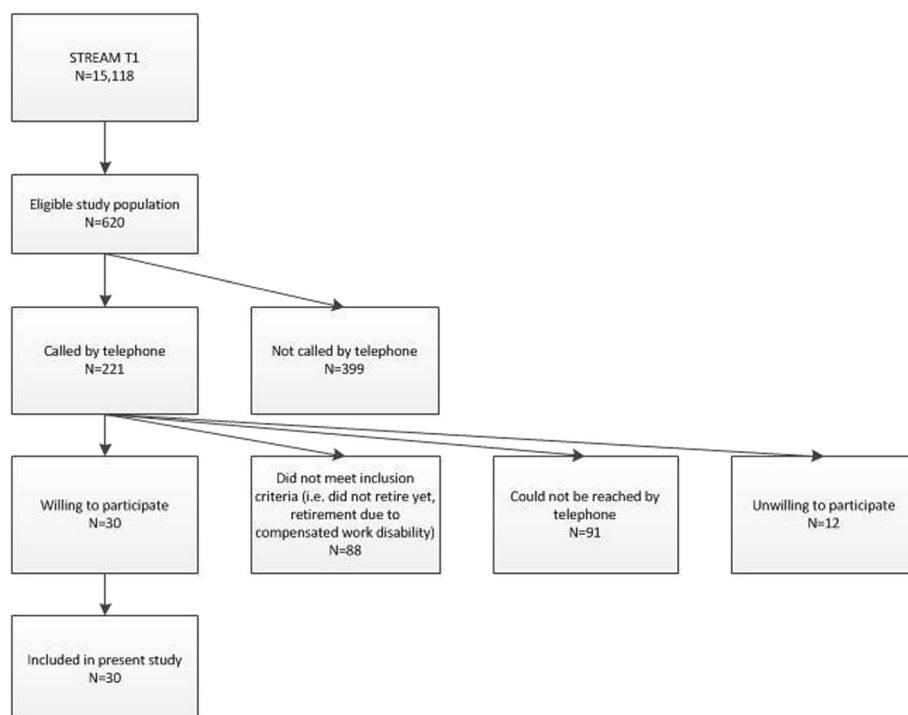 STREAM T1
N=15,118
Eligible study population
N=620
Called by telephone
N=221
Not called by telephone
N=399
Willing to participate
N=30
Did not meet inclusion
criteria (i.e. did not retire yet,
retirement due to
compensated work disability)
N=88
Could not be reached by
telephone
N=91
Unwilling to participate
N=12
Included in present study
N=30